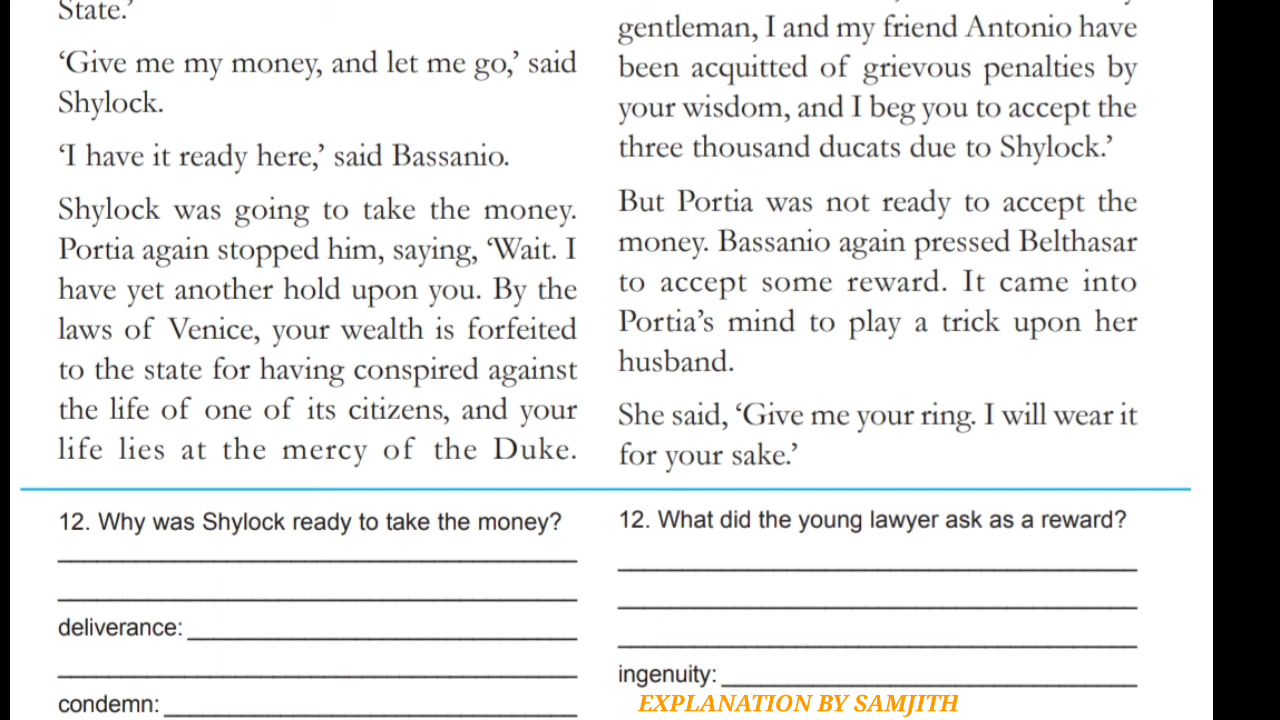 State.’
‘Give me my money, and let me go,’ said
Shylock.
‘I have it ready here,’ said Bassanio.
Shylock was going to take the money.
Portia again stopped him, saying, ‘Wait. I
have yet another hold upon you. By the
laws of Venice, your wealth is forfeited
to the state for having conspired against
the life of one of its citizens, and your
life lies at the mercy of the Duke.
12. Why was Shylock ready to take the money?
deliverance:
condemn:
gentleman, I and my friend Antonio have
been acquitted of grievous penalties by
your wisdom, and I beg you to accept the
three thousand ducats due to Shylock.’
But Portia was not ready to accept the
money. Bassanio again pressed Belthasar
to accept some reward. It came into
Portia’s mind to play a trick upon her
husband.
She said, ‘Give me your ring. I will wear it
for your sake.’
12. What did the young lawyer ask as a reward?
ingenuity:
EXPLANATION BY SAMJITH